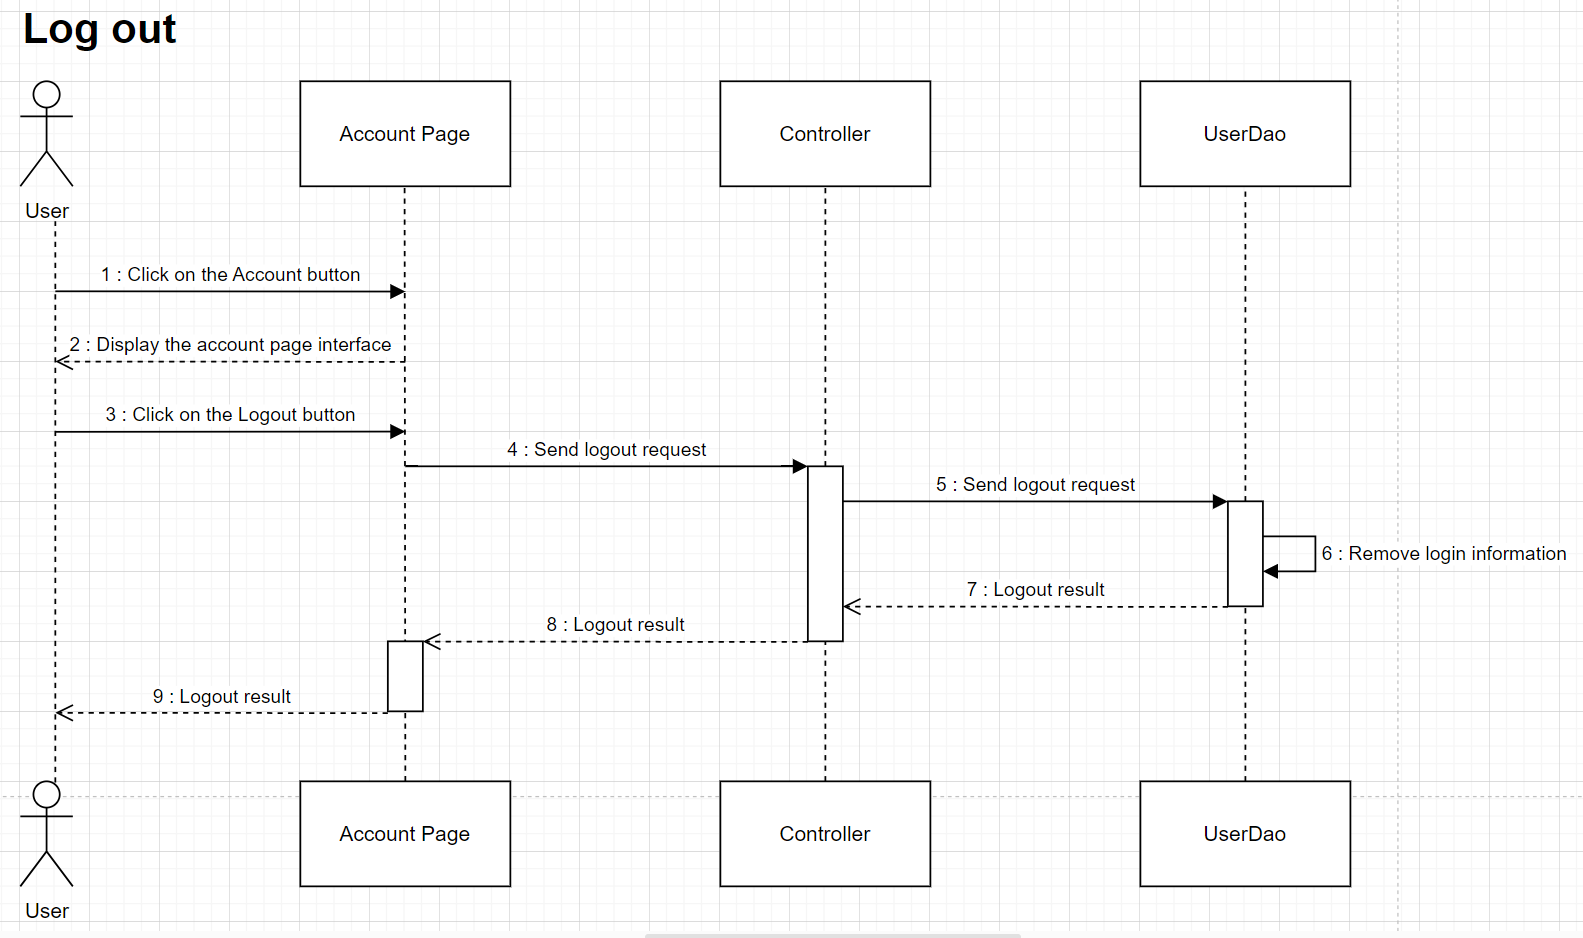 Log out
User
Account Page
Controller
UserDao
1 : Click on the Account button
2 : Display the account page interface
3 : Click on the Logout button
4 : Send logout request
5 : Send logout request
6 : Remove login information
7 : Logout result
8 : Logout result
9 : Logout result
User
Account Page
Controller
UserDao